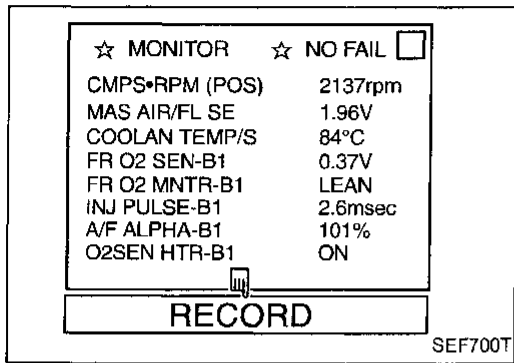 ☆ MONITOR ☆ NO FAIL
CMPS•RPM (POS) 2137rpm
MAS AIR/FL SE 1.96V
COOLAN TEMP/S 84°C
FR O2 SEN-B1 0.37V
FR O2 MNTR-B1 LEAN
INJ PULSE-B1 2.6msec
A/F ALPHA-B1 101%
O2SEN HTR-B1 ON
RECORD
SEF700T